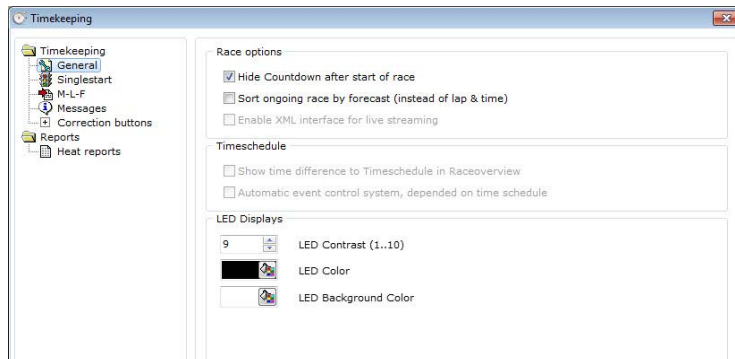 Timekeeping
Timekeeping
General
Singlestart
M-L-F
Messages
Correction buttons
Reports
Heat reports
Race options
Hide Countdown after start of race
Sort ongoing race by forecast (instead of lap & time)
Enable XML interface for live streaming
Timeschedule
Show time difference to Timeschedule in Raceoverview
Automatic event control system, depended on time schedule
LED Displays
9 LED Contrast (1..10)
LED Color
LED Background Color